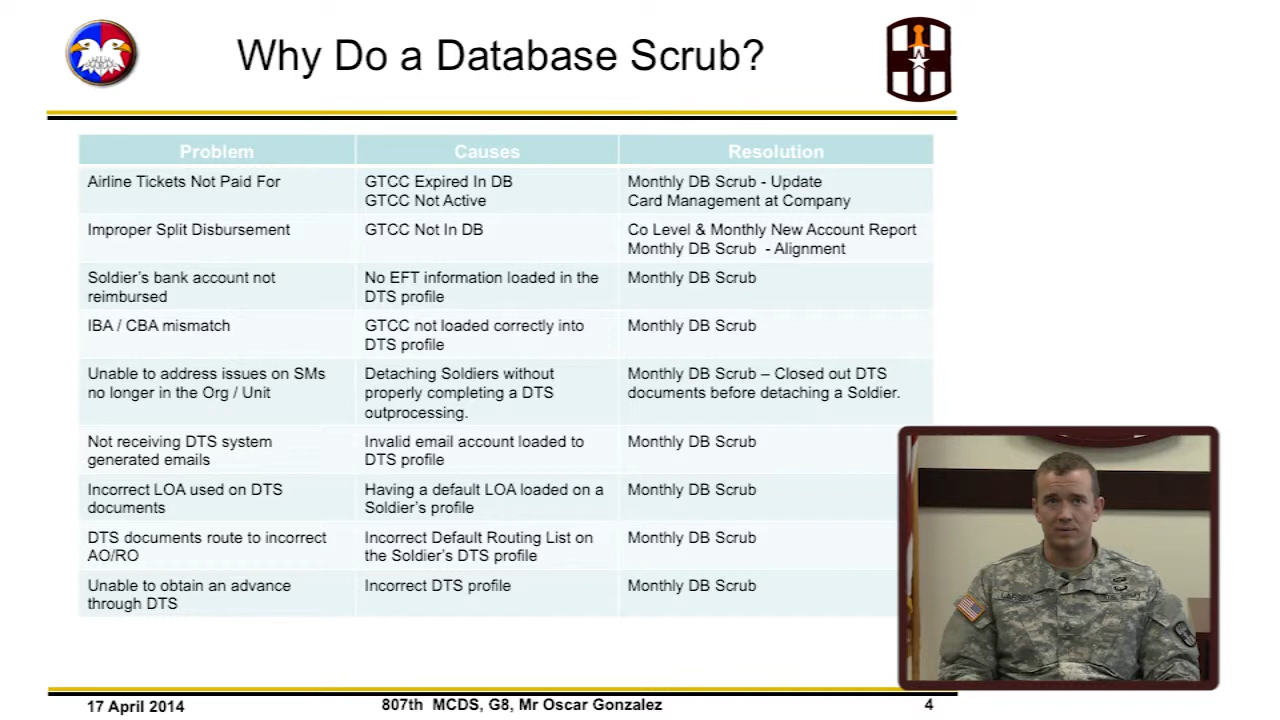 Why Do a Database Scrub?
Problem
Causes
Resolution
Airline Tickets Not Paid For
GTCC Expired In DB
GTCC Not Active
Monthly DB Scrub - Update
Card Management at Company
Improper Split Disbursement
GTCC Not In DB
Co Level & Monthly New Account Report
Monthly DB Scrub  - Alignment
Soldier's bank account not
reimbursed
No EFT information loaded in the
DTS profile
Monthly DB Scrub
IBA / CBA mismatch
GTCC not loaded correctly into
DTS profile
Monthly DB Scrub
Unable to address issues on SMs
no longer in the Org / Unit
Detaching Soldiers without
properly completing a DTS
outprocessing.
Monthly DB Scrub – Closed out DTS
documents before detaching a Soldier.
Not receiving DTS system
generated emails
Invalid email account loaded to
DTS profile
Monthly DB Scrub
Incorrect LOA used on DTS
documents
Having a default LOA loaded on a
Soldier's profile
Monthly DB Scrub
DTS documents route to incorrect
AO/RO
Incorrect Default Routing List on
the Soldier's DTS profile
Monthly DB Scrub
Unable to obtain an advance
through DTS
Incorrect DTS profile
Monthly DB Scrub
17 April 2014
807th  MCDS, G8, Mr Oscar Gonzalez
4